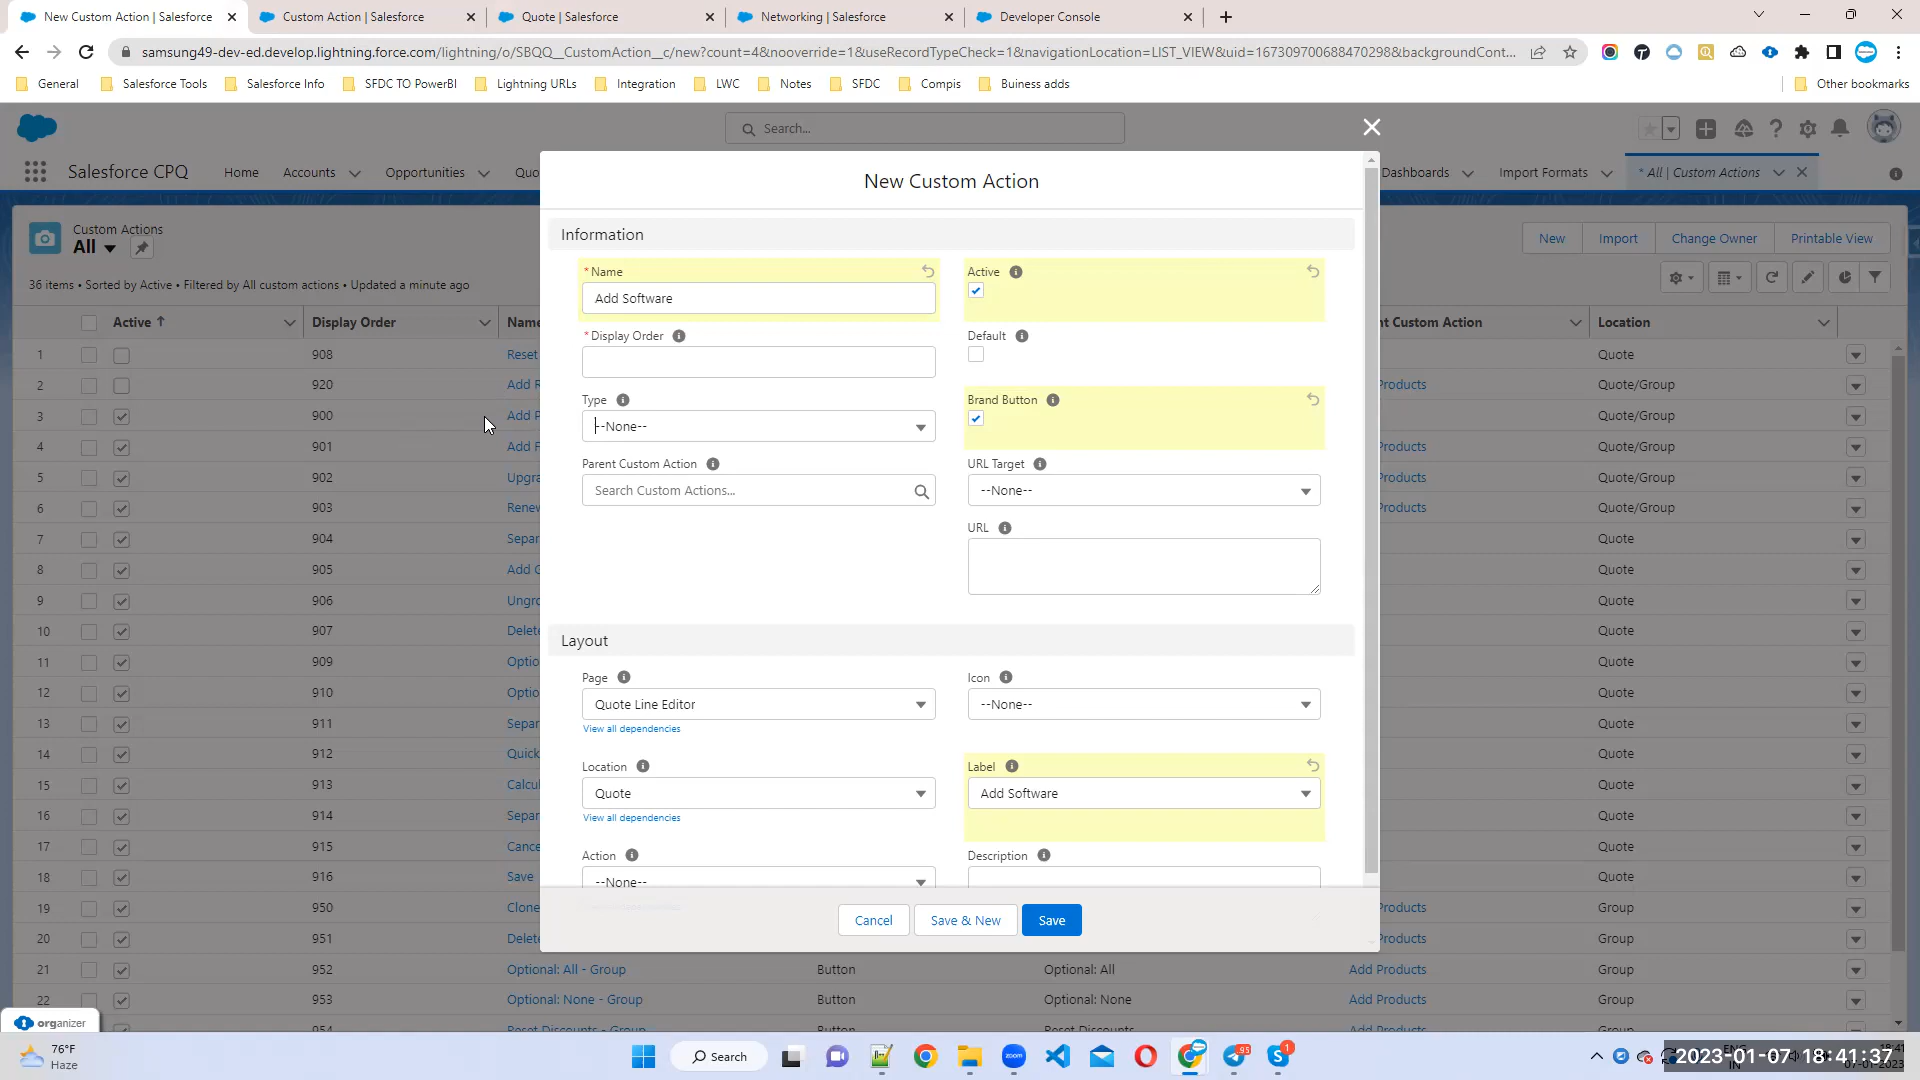 New Custom Action | Salesforce
Custom Action | Salesforce
Quote | Salesforce
Networking | Salesforce
Developer Console
samsung49-dev-ed.develop.lightning.force.com/lightning/o/SBQQ__CustomAction__c/new?count=4&nooverride=1&useRecordTypeCheck=1&navigationLocation=LIST_VIEW&uid=167309700688470298&backgroundCont...
General
Salesforce Tools
Salesforce Info
SFDC TO PowerBI
Lightning URLs
Integration
LWC
Notes
SFDC
Compis
Buiness adds
Other bookmarks
Search...
Salesforce CPQ
Home
Accounts
Opportunities
Quo
Dashboards
Import Formats
* All | Custom Actions
Custom Actions
All
36 items • Sorted by Active • Filtered by All custom actions • Updated a minute ago
New
Import
Change Owner
Printable View
Active
Display Order
Name
nt Custom Action
Location
1 908 Reset Quote
2 920 Add R Products Quote/Group
3 900 Add P Quote/Group
4 901 Add F Products Quote/Group
5 902 Upgra Products Quote/Group
6 903 Renew Products Quote/Group
7 904 Separ Quote
8 905 Add G Quote
9 906 Ungro Quote
10 907 Delete Quote
11 909 Optio Quote
12 910 Optio Quote
13 911 Separ Quote
14 912 Quick Quote
15 913 Calcul Quote
16 914 Separ Quote
17 915 Cance Quote
18 916 Save Quote
19 950 Clone Products Group
20 951 Delete Products Group
21 952 Optional: All - Group Button Optional: All Add Products Group
22 953 Optional: None - Group Button Optional: None Add Products Group
954 Reset Discounts - Group Button Reset Discounts Add Products Group
New Custom Action
Information
* Name
Add Software
Active
* Display Order
Default
Type
--None--
Brand Button
Parent Custom Action
Search Custom Actions...
URL Target
--None--
URL
Layout
Page
Quote Line Editor
View all dependencies
Icon
--None--
Location
Quote
View all dependencies
Label
Add Software
Action
--None--
Description
Cancel
Save & New
Save
organizer
76°F
Haze
Search
zoom
95
1
2023-01-07 18:41:37